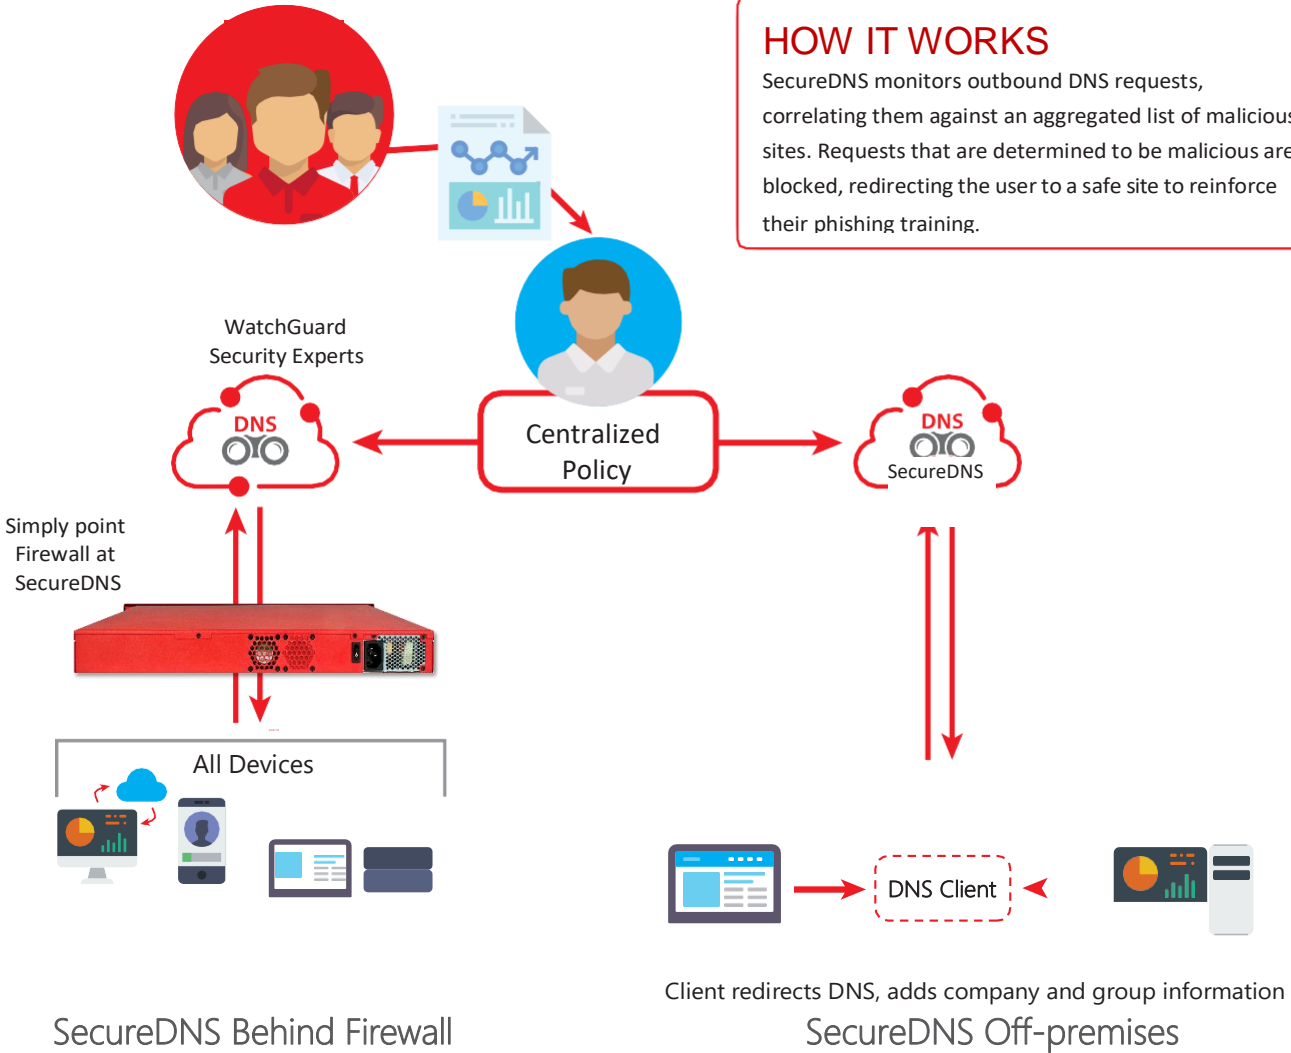 HOW IT WORKS
SecureDNS monitors outbound DNS requests,
correlating them against an aggregated list of malicious
sites. Requests that are determined to be malicious are
blocked, redirecting the user to a safe site to reinforce
their phishing training.
WatchGuard
Security Experts
DNS
Centralized
Policy
DNS
SecureDNS
Simply point
Firewall at
SecureDNS
All Devices
DNS Client
Client redirects DNS, adds company and group information
SecureDNS Behind Firewall
SecureDNS Off-premises